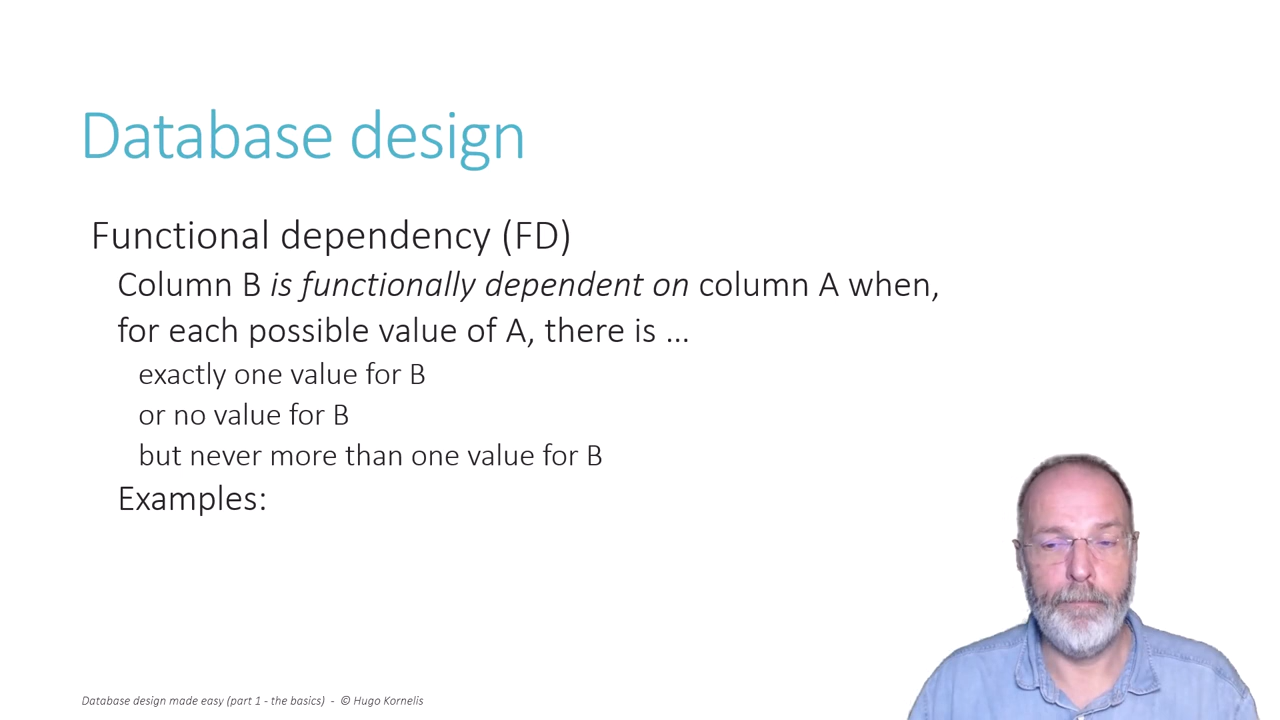 Database design
Functional dependency (FD)
Column B is functionally dependent on column A when,
for each possible value of A, there is ...
exactly one value for B
or no value for B
but never more than one value for B
Examples:
Database design made easy (part 1 - the basics) - © Hugo Kornelis